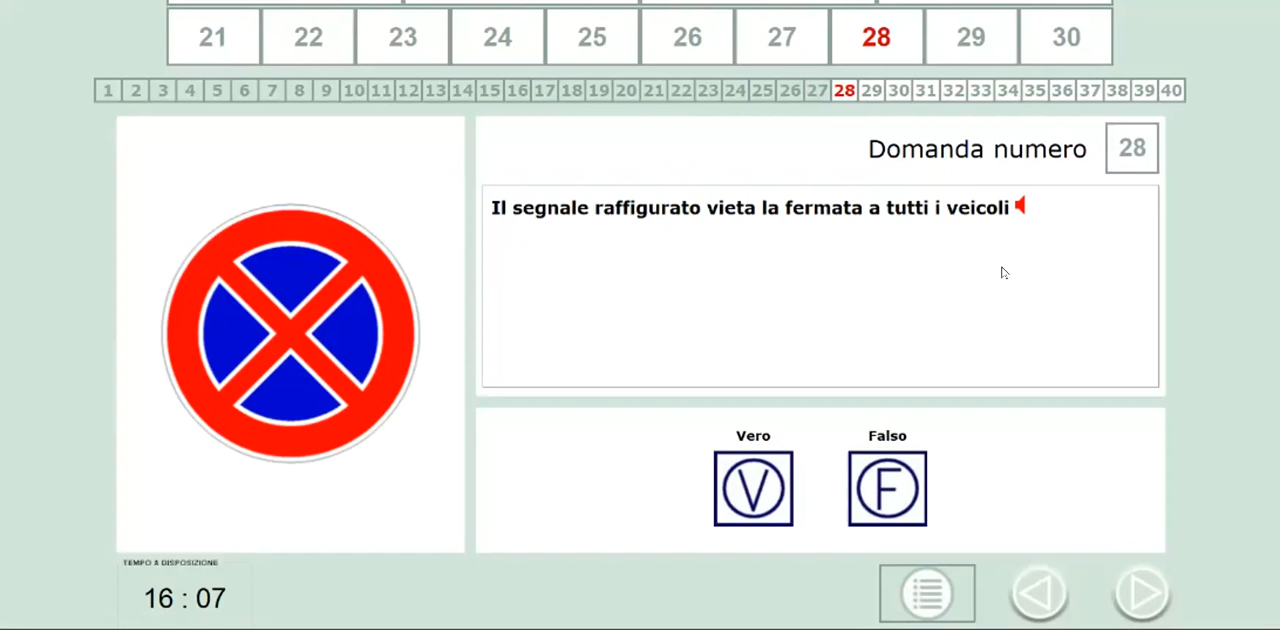 21 22 23 24 25 26 27 28 29 30
1 2 3 4 5 6 7 8 9 10 11 12 13 14 15 16 17 18 19 20 21 22 23 24 25 26 27 28 29 30 31 32 33 34 35 36 37 38 39 40
Domanda numero 28
Il segnale raffigurato vieta la fermata a tutti i veicoli
Vero Falso
V F
TEMPO A DISPOSIZIONE
16 : 07